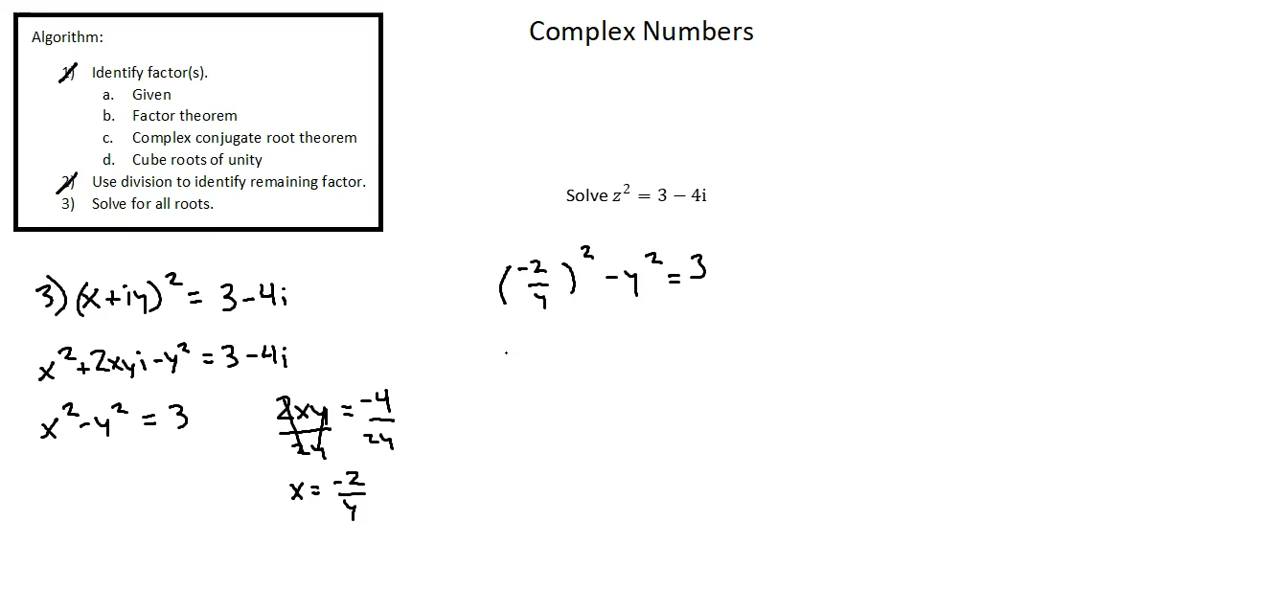 Complex Numbers
Algorithm:
1) Identify factor(s).
a. Given
b. Factor theorem
c. Complex conjugate root theorem
d. Cube roots of unity
2) Use division to identify remaining factor.
3) Solve for all roots.
Solve z² = 3 − 4i
3) (x+iy)² = 3-4i
x²+2xyi-y² = 3-4i
x²-y² = 3
2xy/2y = -4/2y
x = -2/y
(-2/y)² - y² = 3